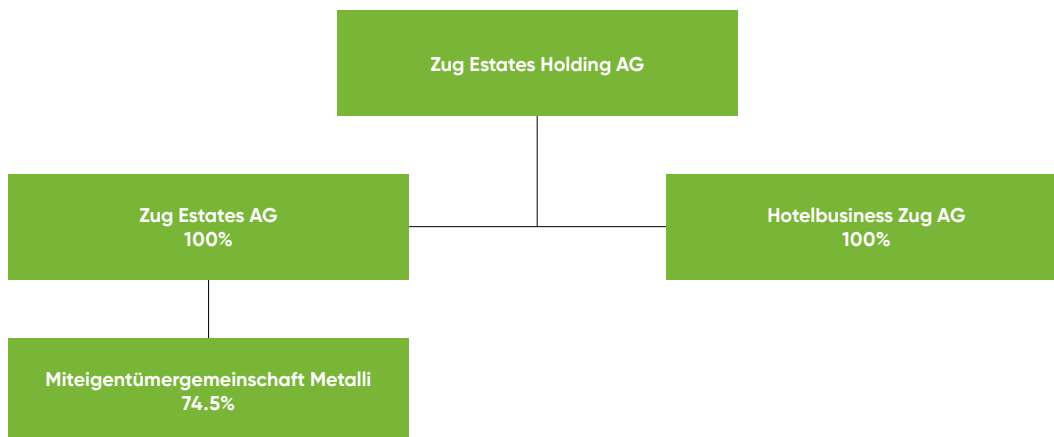 Zug Estates Holding AG
Zug Estates AG
100%
Hotelbusiness Zug AG
100%
Miteigentümergemeinschaft Metalli
74.5%